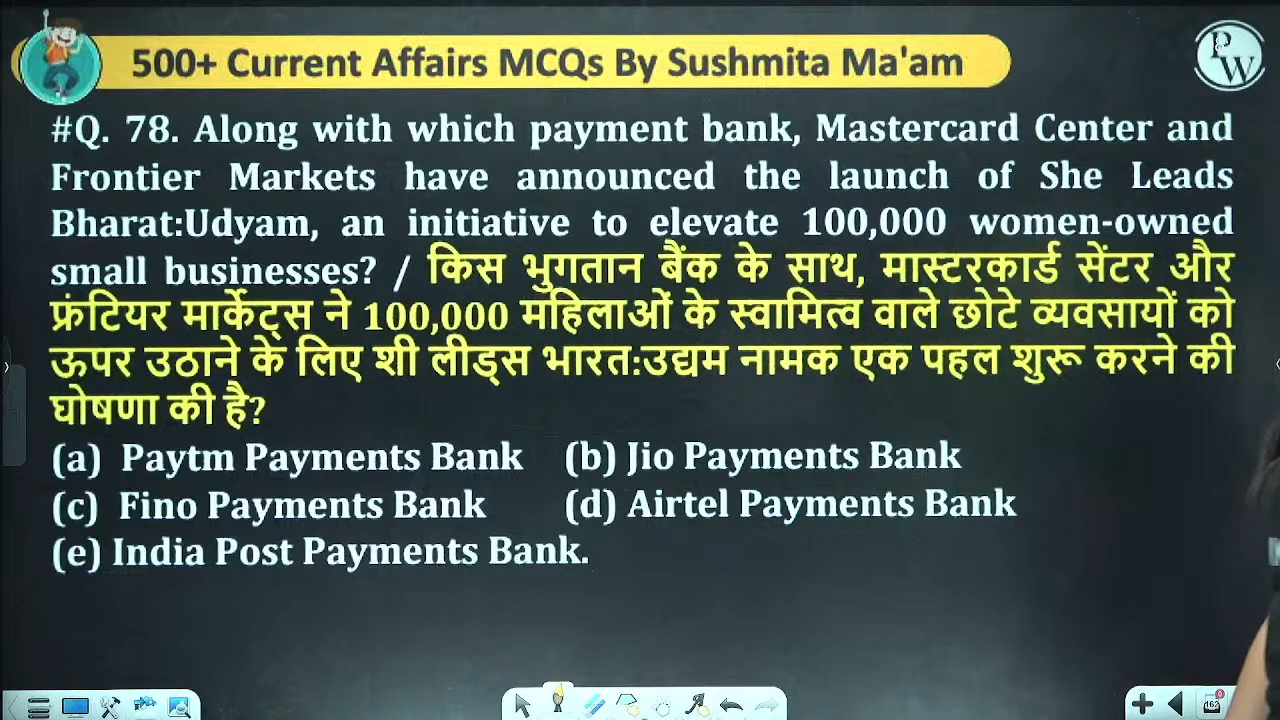 500+ Current Affairs MCQs By Sushmita Ma'am
PW
#Q. 78. Along with which payment bank, Mastercard Center and
Frontier Markets have announced the launch of She Leads
Bharat:Udyam, an initiative to elevate 100,000 women-owned
small businesses? / किस भुगतान बैंक के साथ, मास्टरकार्ड सेंटर और
फ्रंटियर मार्केट्स ने 100,000 महिलाओं के स्वामित्व वाले छोटे व्यवसायों को
ऊपर उठाने के लिए शी लीड्स भारत:उद्यम नामक एक पहल शुरू करने की
घोषणा की है?
(a) Paytm Payments Bank (b) Jio Payments Bank
(c) Fino Payments Bank (d) Airtel Payments Bank
(e) India Post Payments Bank.